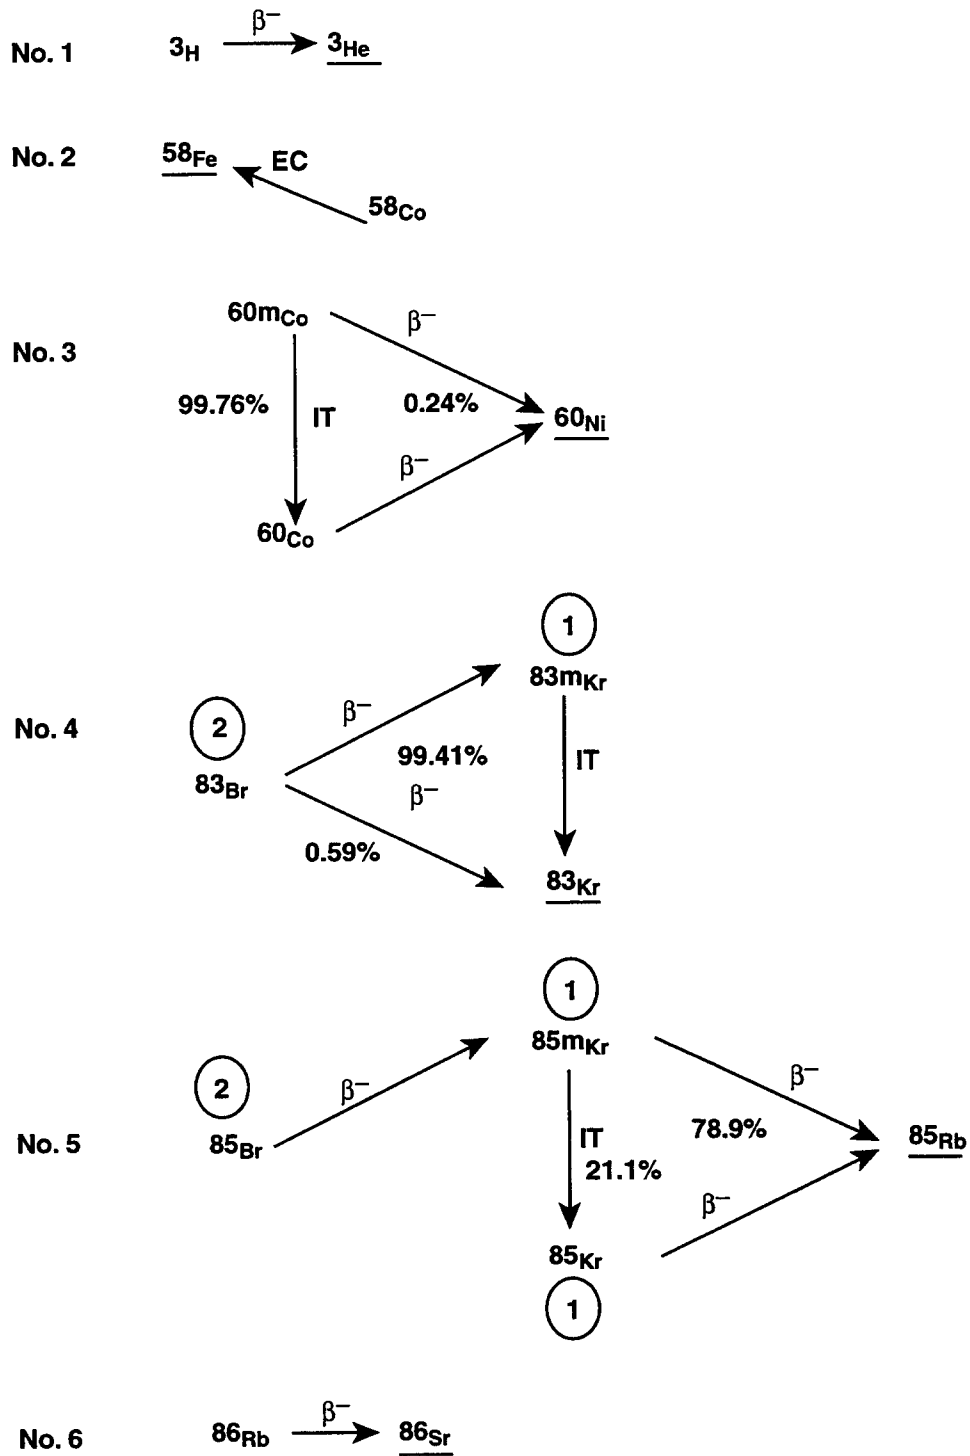 β−
No. 1 3H 3He
No. 2 58Fe EC
58Co
60mCo β−
No. 3
99.76% IT 0.24% 60Ni
β−
60Co
1
83mKr
2 β−
No. 4 99.41% IT
83Br β−
0.59%
83Kr
1
85mKr
2 β− β−
No. 5 85Br IT 78.9% 85Rb
21.1%
β−
85Kr
1
β−
No. 6 86Rb 86Sr